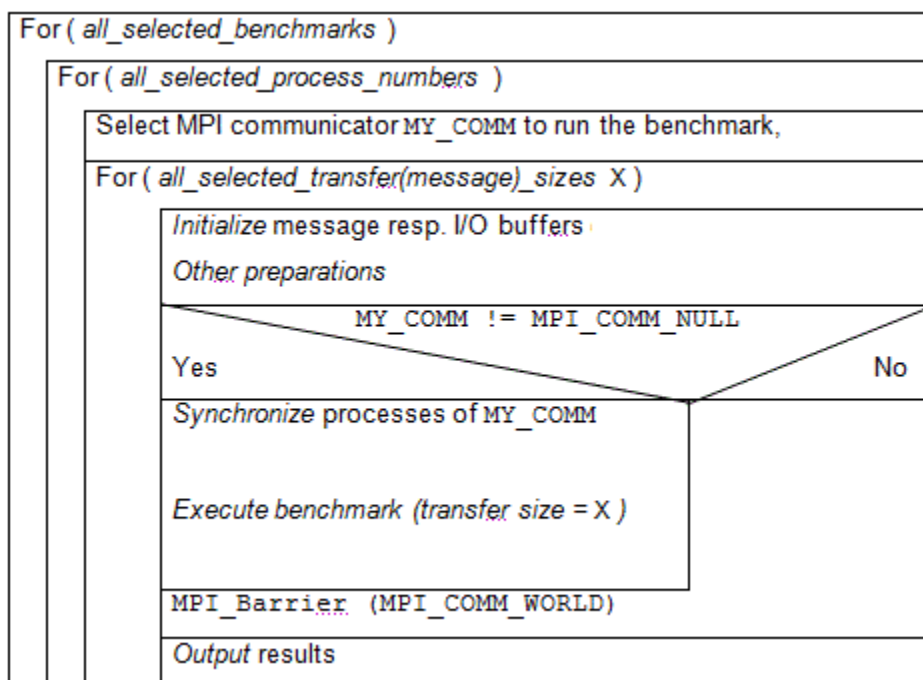 For ( all_selected_benchmarks )
For ( all_selected_process_numbers )
Select MPI communicator MY_COMM to run the benchmark,
For ( all_selected_transfer(message)_sizes X )
Initialize message resp. I/O buffers
Other preparations
MY_COMM != MPI_COMM_NULL
Yes
No
Synchronize processes of MY_COMM
Execute benchmark (transfer size = X )
MPI_Barrier (MPI_COMM_WORLD)
Output results